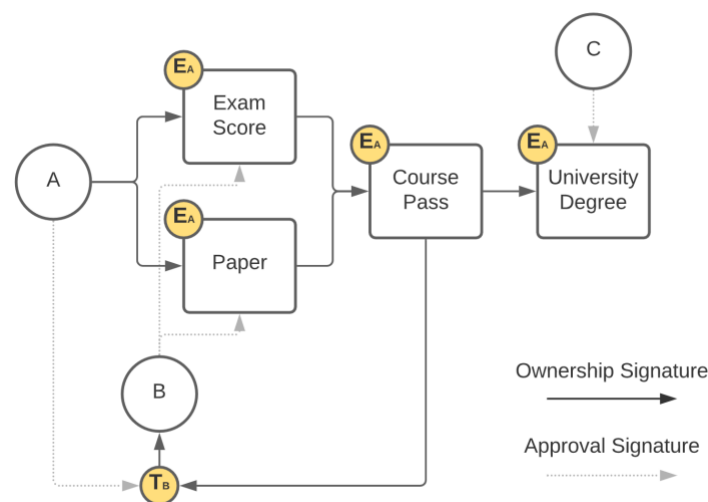 C
EA
Exam
Score
EA
Course
Pass
EA
University
Degree
A
EA
Paper
B
TB
Ownership Signature
Approval Signature